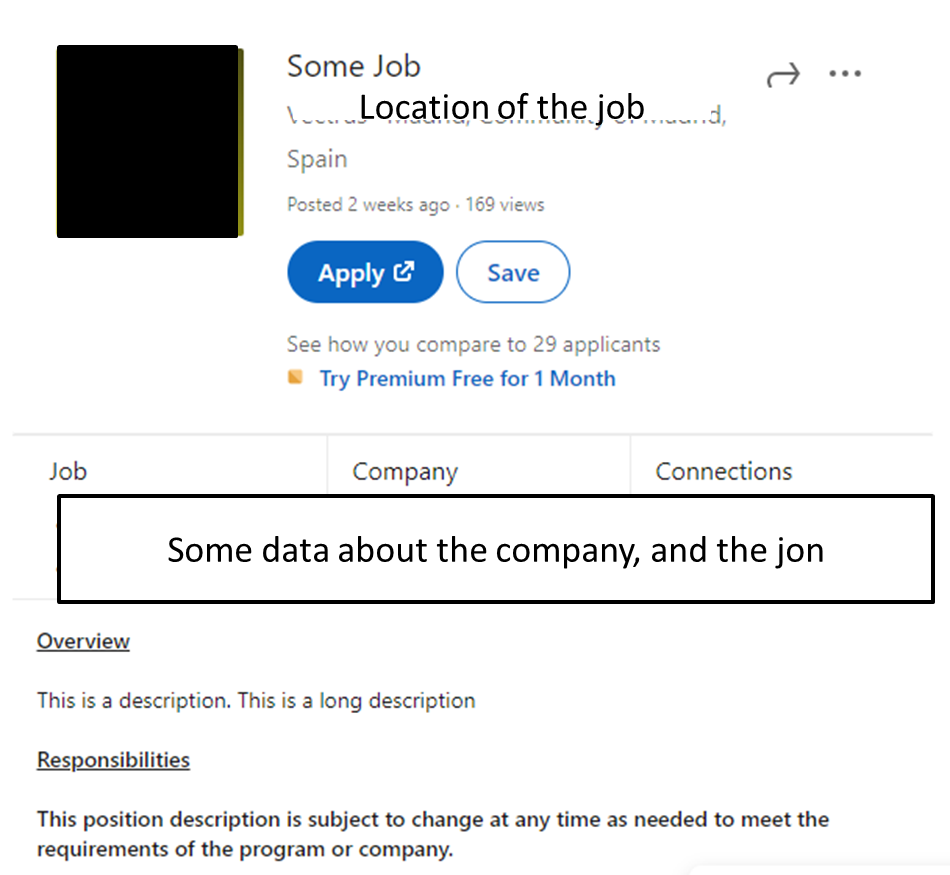 Some Job
Location of the job
Spain
Posted 2 weeks ago · 169 views
Apply
Save
See how you compare to 29 applicants
Try Premium Free for 1 Month
Job
Company
Connections
Some data about the company, and the jon
Overview
This is a description. This is a long description
Responsibilities
This position description is subject to change at any time as needed to meet the
requirements of the program or company.